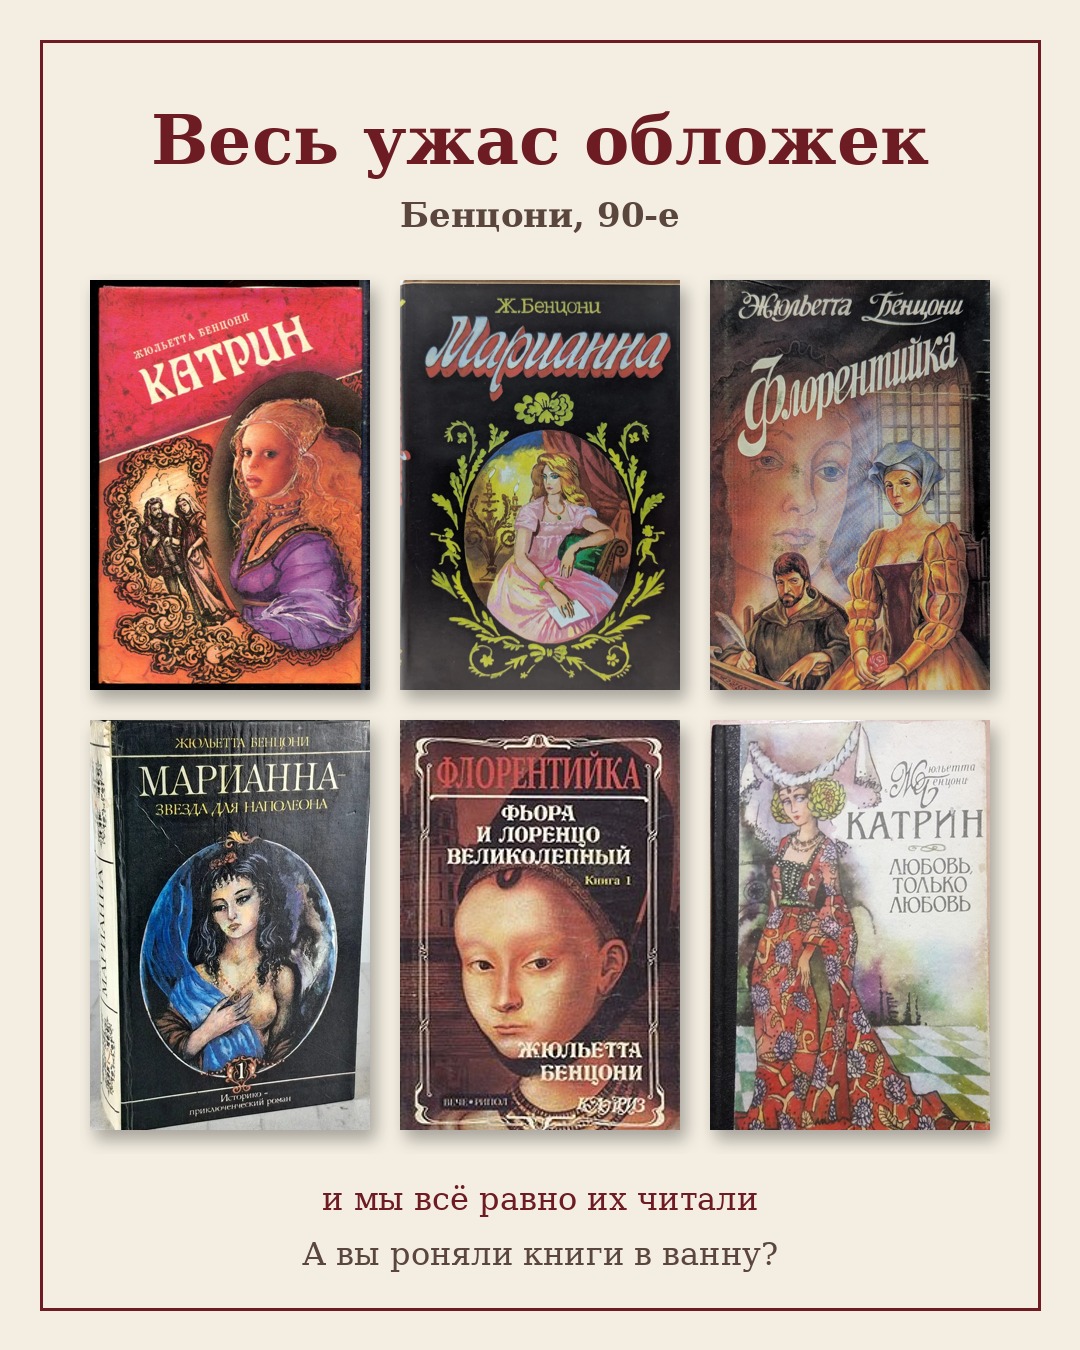 Весь ужас обложек
Бенцони, 90-е
ЖЮЛЬЕТТА БЕНЦОНИ
КАТРИН
Ж.Бенцони
Марианна
Жюльетта Бенцони
Флорентийка
ЖЮЛЬЕТТА БЕНЦОНИ
МАРИАННА-
ЗВЕЗДА ДЛЯ НАПОЛЕОНА
МАРИАННА
1
Историко-
приключенческий роман
ФЛОРЕНТИЙКА
ФЬОРА
И ЛОРЕНЦО
ВЕЛИКОЛЕПНЫЙ
Книга 1
ЖЮЛЬЕТТА
БЕНЦОНИ
ВЕЧЕ•РИПОЛ
КАПРИЗ
Жюльетта
Бенцони
КАТРИН
ЛЮБОВЬ,
ТОЛЬКО
ЛЮБОВЬ
и мы всё равно их читали
А вы роняли книги в ванну?